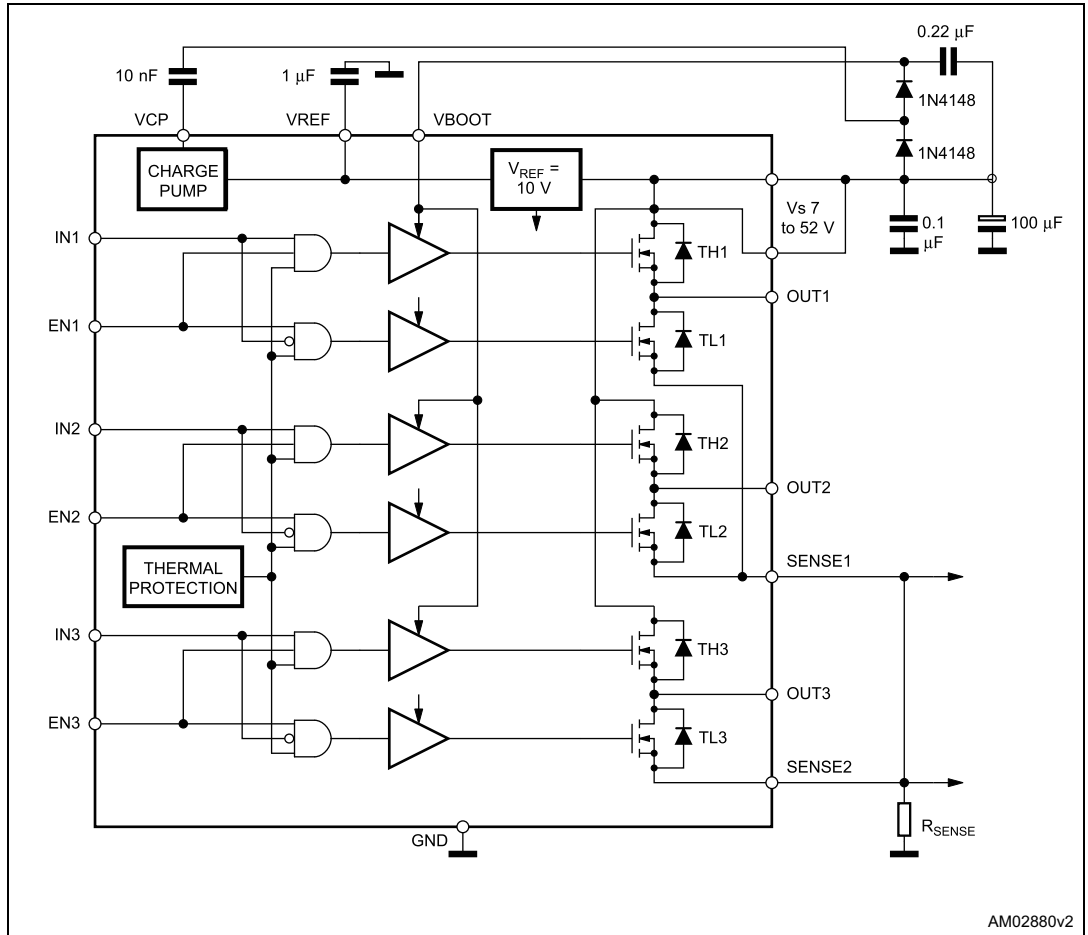 0.22 µF
10 nF
1 µF
1N4148
VCP
VREF
VBOOT
1N4148
CHARGE
PUMP
VREF =
10 V
Vs 7
to 52 V
0.1
µF
100 µF
IN1
TH1
OUT1
EN1
TL1
IN2
TH2
OUT2
EN2
TL2
THERMAL
PROTECTION
SENSE1
IN3
TH3
OUT3
EN3
TL3
SENSE2
RSENSE
GND
AM02880v2